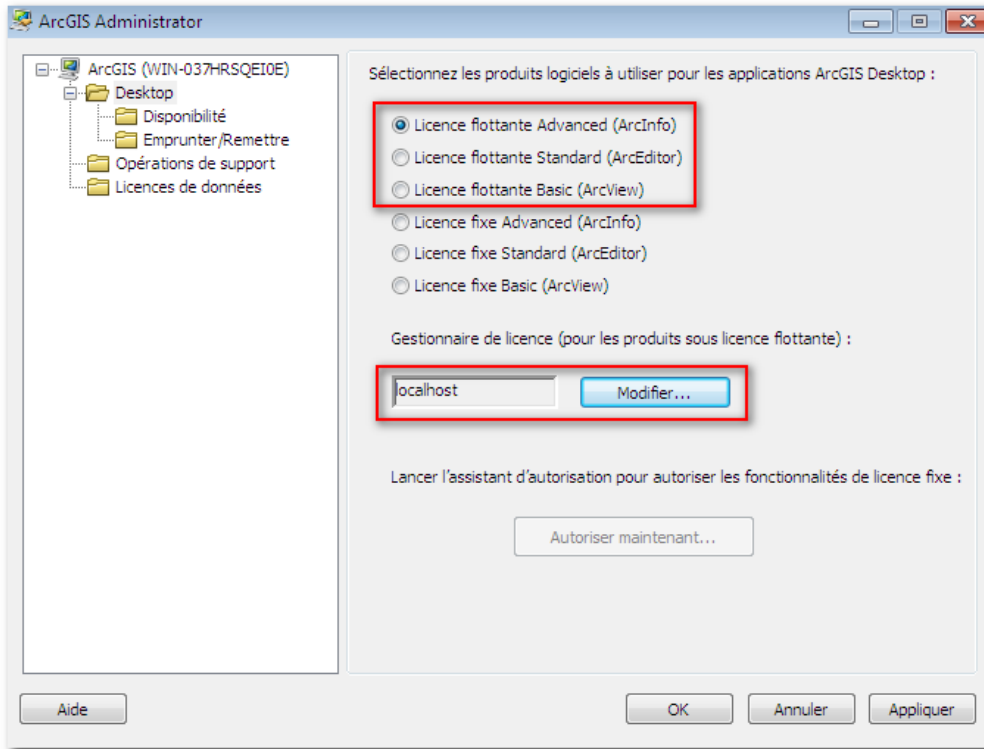 ArcGIS Administrator
ArcGIS (WIN-037HRSQEI0E)
Desktop
Disponibilité
Emprunter/Remettre
Opérations de support
Licences de données
Sélectionnez les produits logiciels à utiliser pour les applications ArcGIS Desktop :
Licence flottante Advanced (ArcInfo)
Licence flottante Standard (ArcEditor)
Licence flottante Basic (ArcView)
Licence fixe Advanced (ArcInfo)
Licence fixe Standard (ArcEditor)
Licence fixe Basic (ArcView)
Gestionnaire de licence (pour les produits sous licence flottante) :
localhost
Modifier...
Lancer l'assistant d'autorisation pour autoriser les fonctionnalités de licence fixe :
Autoriser maintenant...
Aide
OK
Annuler
Appliquer